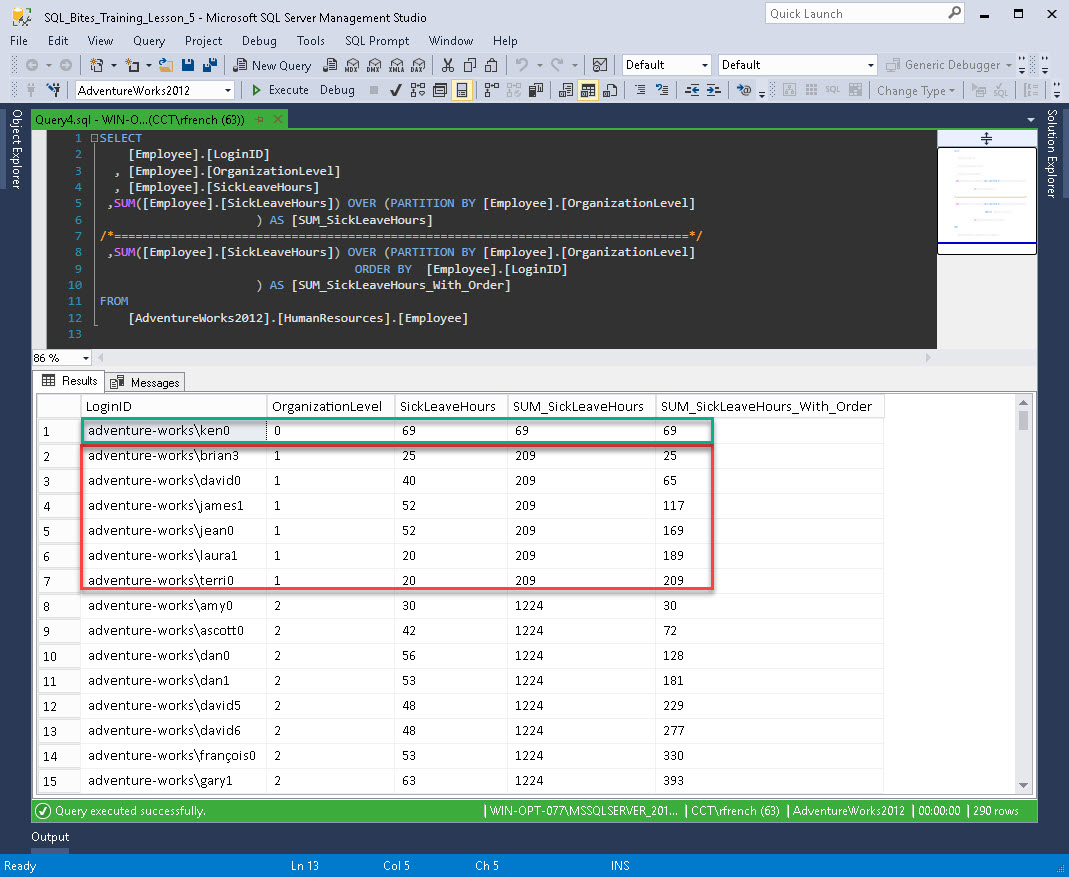 SQL_Bites_Training_Lesson_5 - Microsoft SQL Server Management Studio
Quick Launch
File Edit View Query Project Debug Tools SQL Prompt Window Help
New Query MDX DMX XMLA DAX Default Default Generic Debugger
AdventureWorks2012 Execute Debug SQL Change Type SQL
Object Explorer
Solution Explorer
Query4.sql - WIN-O...(CCT\rfrench (63))
1 SELECT
2 [Employee].[LoginID]
3 , [Employee].[OrganizationLevel]
4 , [Employee].[SickLeaveHours]
5 ,SUM([Employee].[SickLeaveHours]) OVER (PARTITION BY [Employee].[OrganizationLevel]
6 ) AS [SUM_SickLeaveHours]
7 /*=================================================================================*/
8 ,SUM([Employee].[SickLeaveHours]) OVER (PARTITION BY [Employee].[OrganizationLevel]
9 ORDER BY [Employee].[LoginID]
10 ) AS [SUM_SickLeaveHours_With_Order]
11 FROM
12 [AdventureWorks2012].[HumanResources].[Employee]
13
86 %
Results Messages
LoginID OrganizationLevel SickLeaveHours SUM_SickLeaveHours SUM_SickLeaveHours_With_Order
1 adventure-works\ken0 0 69 69 69
2 adventure-works\brian3 1 25 209 25
3 adventure-works\david0 1 40 209 65
4 adventure-works\james1 1 52 209 117
5 adventure-works\jean0 1 52 209 169
6 adventure-works\laura1 1 20 209 189
7 adventure-works\terri0 1 20 209 209
8 adventure-works\amy0 2 30 1224 30
9 adventure-works\ascott0 2 42 1224 72
10 adventure-works\dan0 2 56 1224 128
11 adventure-works\dan1 2 53 1224 181
12 adventure-works\david5 2 48 1224 229
13 adventure-works\david6 2 48 1224 277
14 adventure-works\françois0 2 53 1224 330
15 adventure-works\gary1 2 63 1224 393
Query executed successfully. WIN-OPT-077\MSSQLSERVER_201... CCT\rfrench (63) AdventureWorks2012 00:00:00 290 rows
Output
Ready Ln 13 Col 5 Ch 5 INS